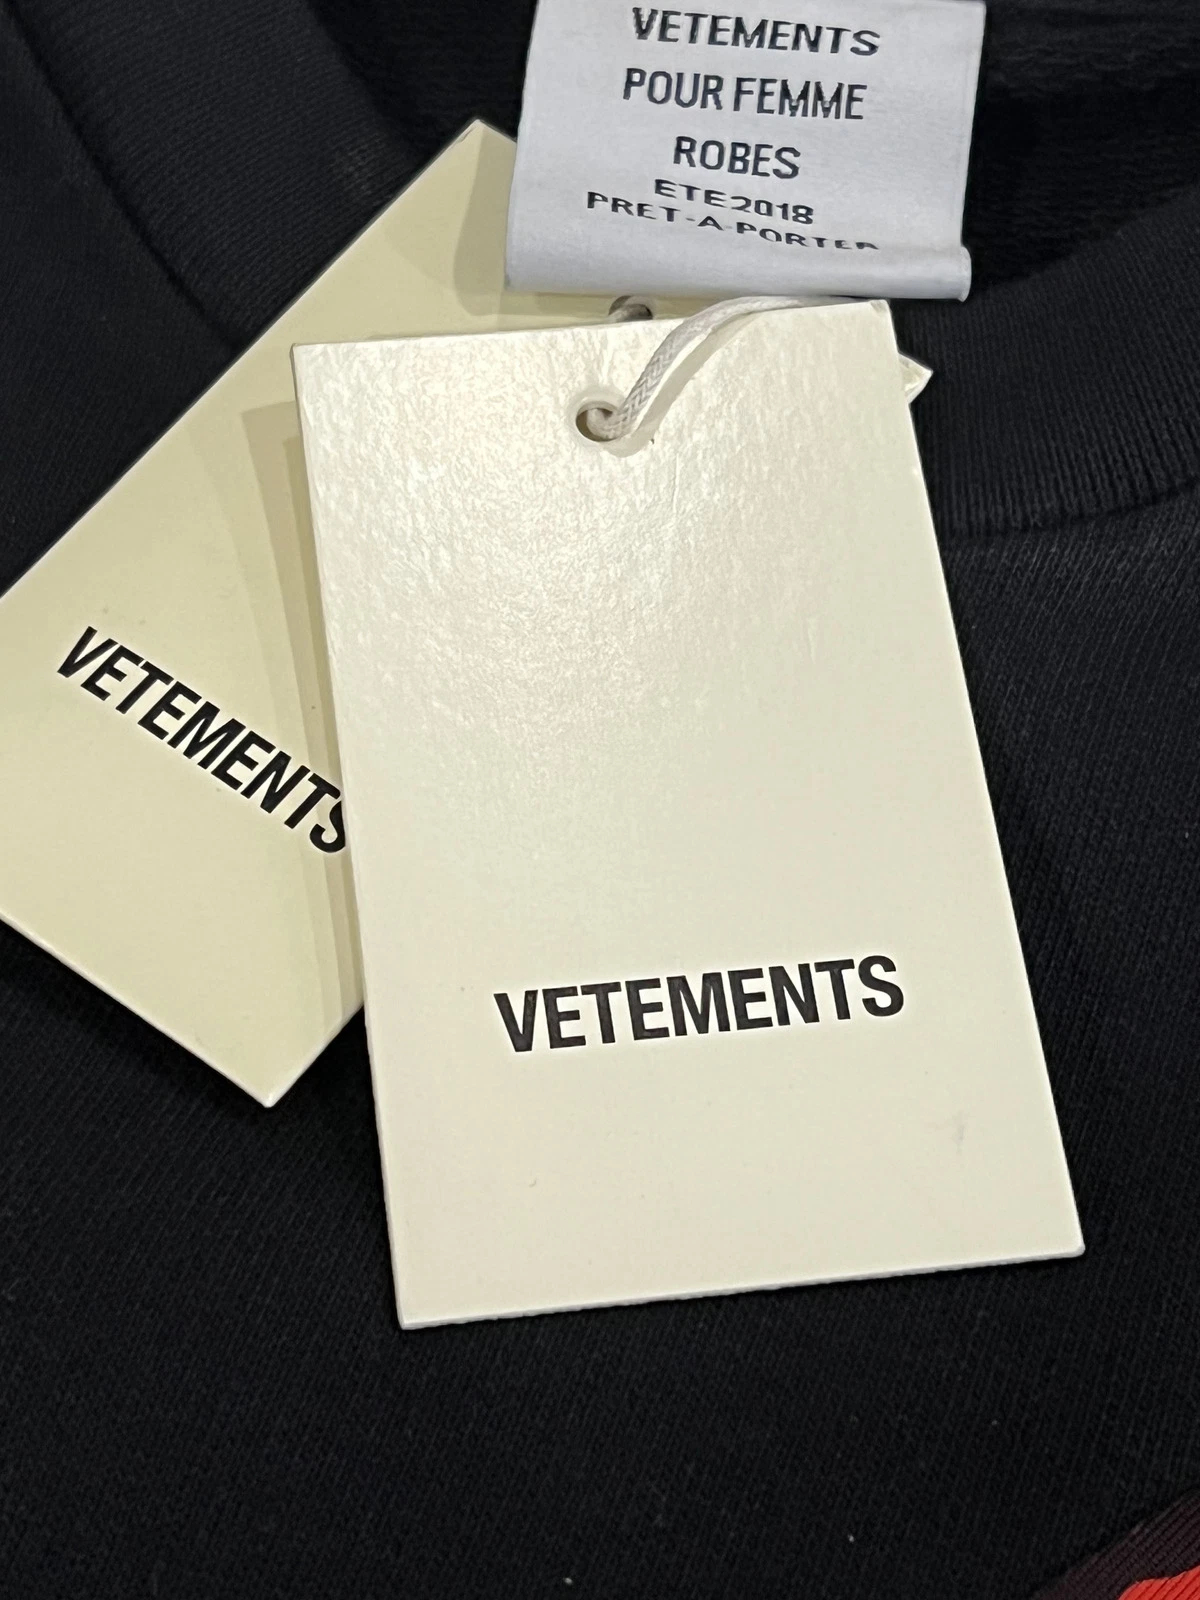 VETEMENTS
POUR FEMME
ROBES
ETE2018
PRET-A-PORTER
VETEMENTS
VETEMENTS